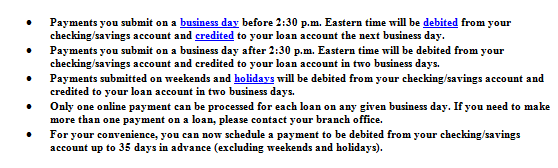 • Payments you submit on a business day before 2:30 p.m. Eastern time will be debited from your
checking/savings account and credited to your loan account the next business day.
• Payments you submit on a business day after 2:30 p.m. Eastern time will be debited from your
checking/savings account and credited to your loan account in two business days.
• Payments submitted on weekends and holidays will be debited from your checking/savings account and
credited to your loan account in two business days.
• Only one online payment can be processed for each loan on any given business day. If you need to make
more than one payment on a loan, please contact your branch office.
• For your convenience, you can now schedule a payment to be debited from your checking/savings
account up to 35 days in advance (excluding weekends and holidays).